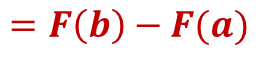 = F(b) − F(a)